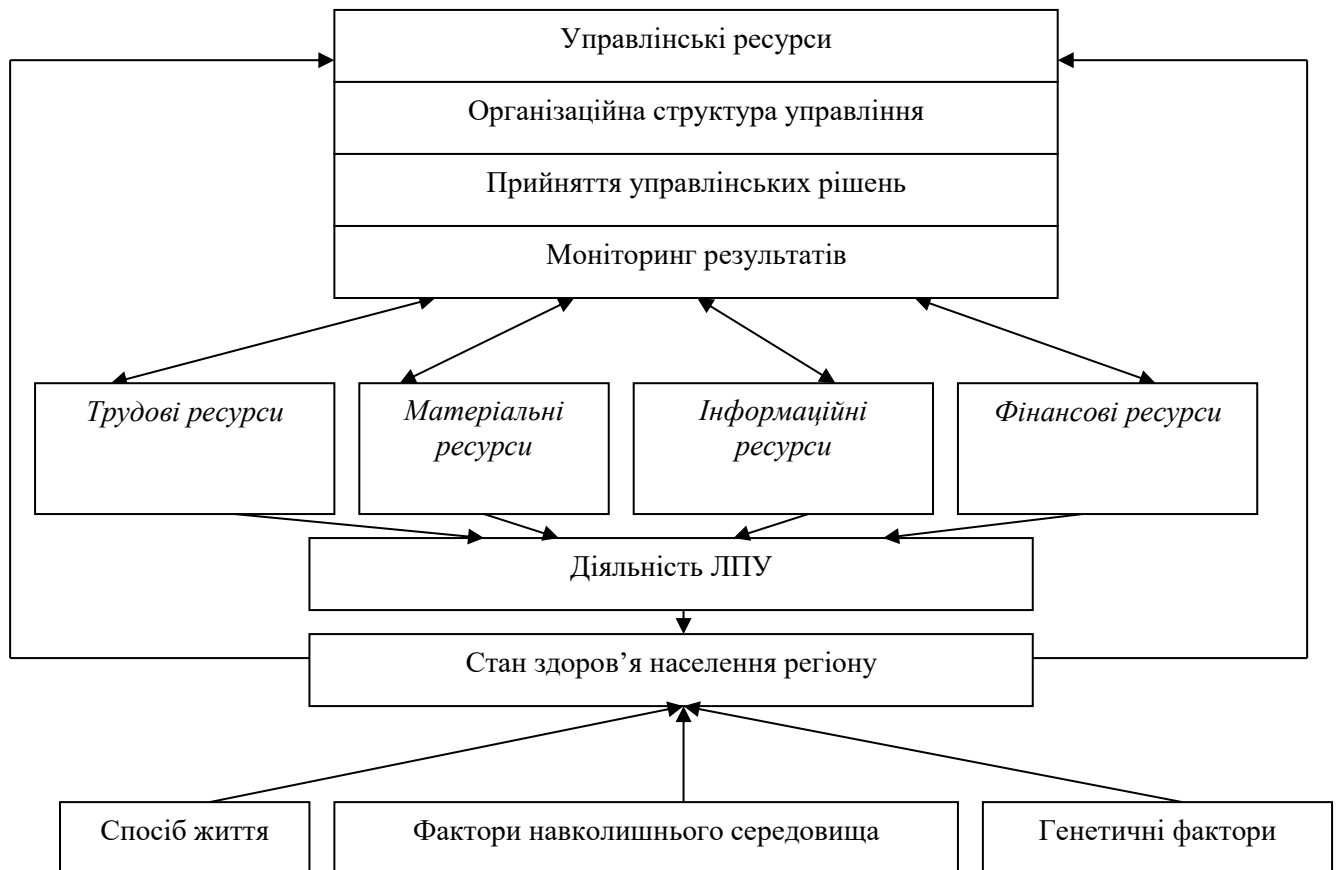 Управлінські ресурси
Організаційна структура управління
Прийняття управлінських рішень
Моніторинг результатів
Трудові ресурси
Матеріальні
ресурси
Інформаційні
ресурси
Фінансові ресурси
Діяльність ЛПУ
Стан здоров’я населення регіону
Спосіб життя
Фактори навколишнього середовища
Генетичні фактори